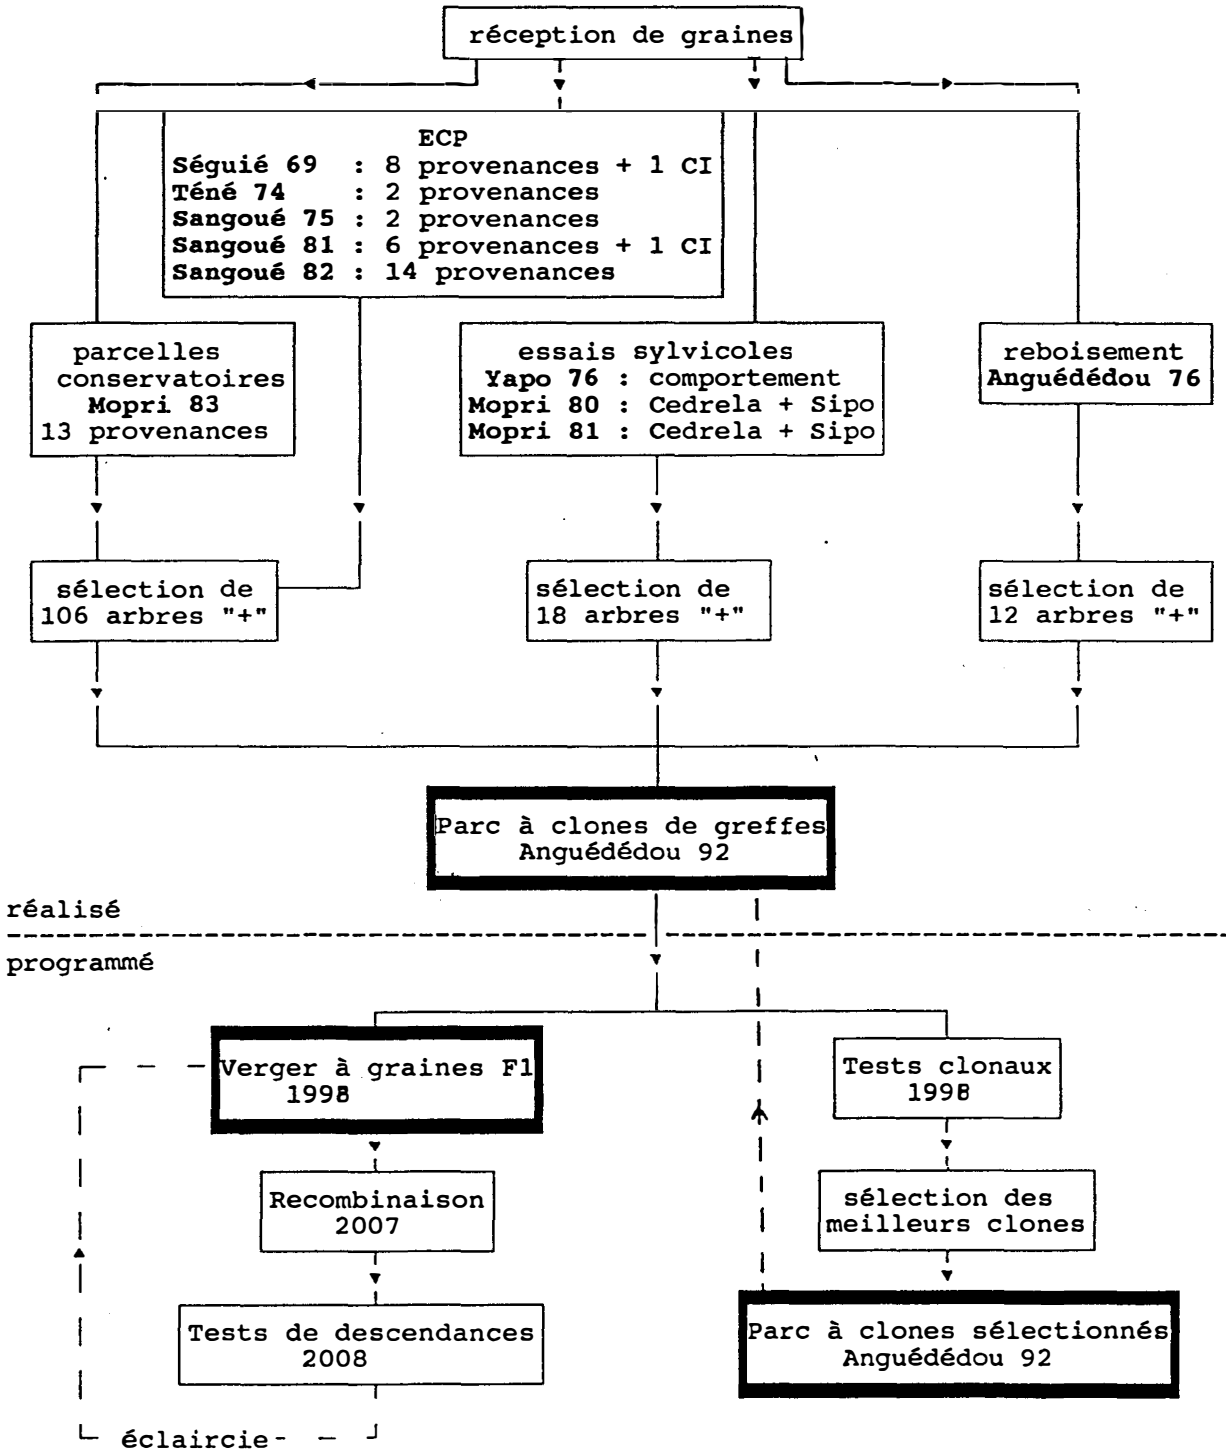 réception de graines
ECP
Séguié 69 : 8 provenances + 1 CI
Téné 74 : 2 provenances
Sangoué 75 : 2 provenances
Sangoué 81 : 6 provenances + 1 CI
Sangoué 82 : 14 provenances
parcelles
conservatoires
Mopri 83
13 provenances
essais sylvicoles
Yapo 76 : comportement
Mopri 80 : Cedrela + Sipo
Mopri 81 : Cedrela + Sipo
reboisement
Anguédédou 76
sélection de
106 arbres "+"
sélection de
18 arbres "+"
sélection de
12 arbres "+"
Parc à clones de greffes
Anguédédou 92
réalisé
programmé
Verger à graines F1
1998
Tests clonaux
1998
Recombinaison
2007
sélection des
meilleurs clones
Tests de descendances
2008
Parc à clones sélectionnés
Anguédédou 92
éclaircie